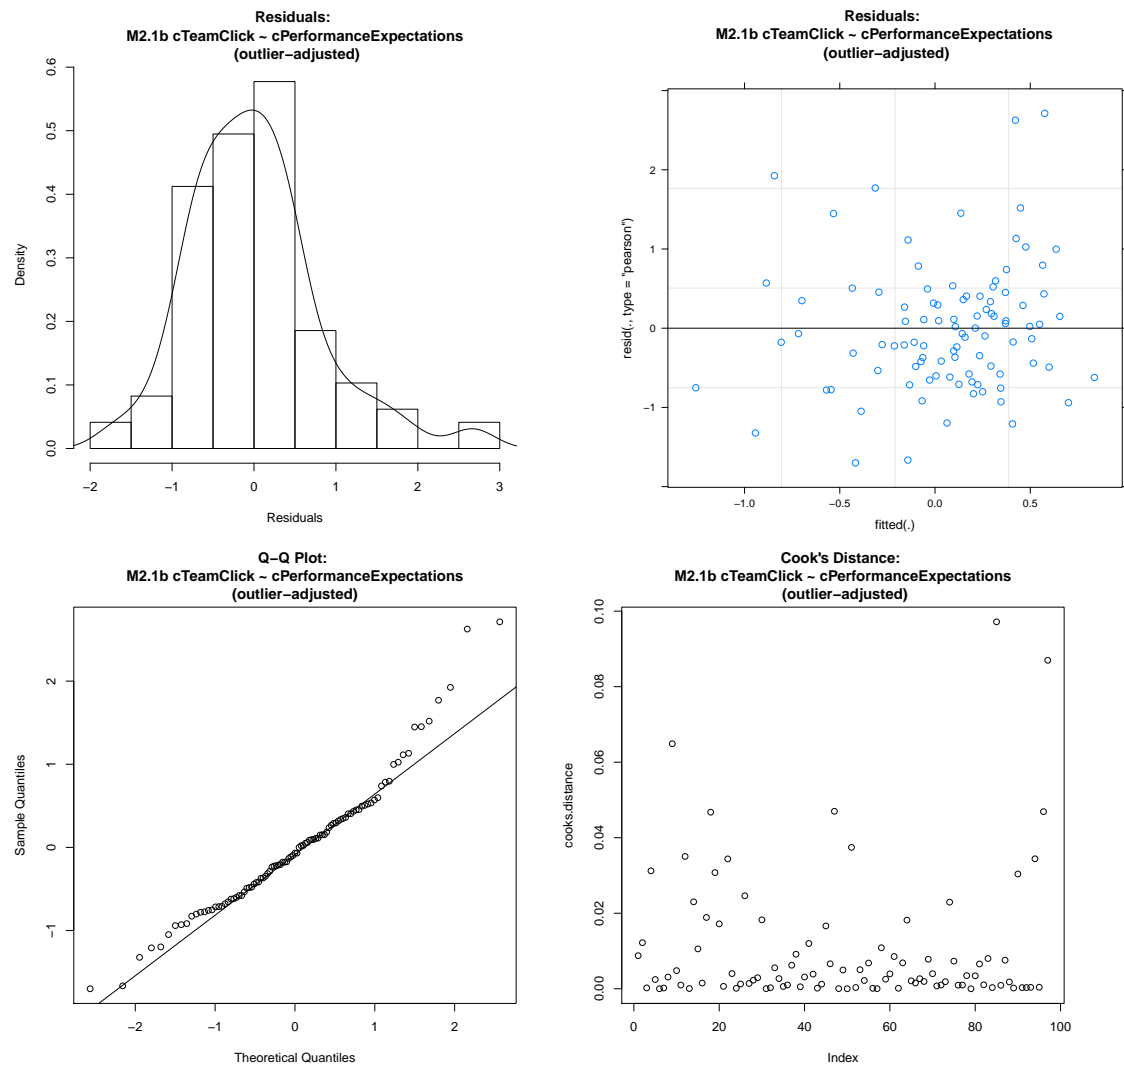 Residuals:
M2.1b cTeamClick ~ cPerformanceExpectations
(outlier−adjusted)
Density
0.0 0.1 0.2 0.3 0.4 0.5 0.6
−2 −1 0 1 2 3
Residuals
Residuals:
M2.1b cTeamClick ~ cPerformanceExpectations
(outlier−adjusted)
resid(., type = "pearson")
2
1
0
−1
−1.0 −0.5 0.0 0.5
fitted(.)
Q−Q Plot:
M2.1b cTeamClick ~ cPerformanceExpectations
(outlier−adjusted)
Sample Quantiles
−1 0 1 2
−2 −1 0 1 2
Theoretical Quantiles
Cook's Distance:
M2.1b cTeamClick ~ cPerformanceExpectations
(outlier−adjusted)
cooks.distance
0.00 0.02 0.04 0.06 0.08 0.10
0 20 40 60 80 100
Index